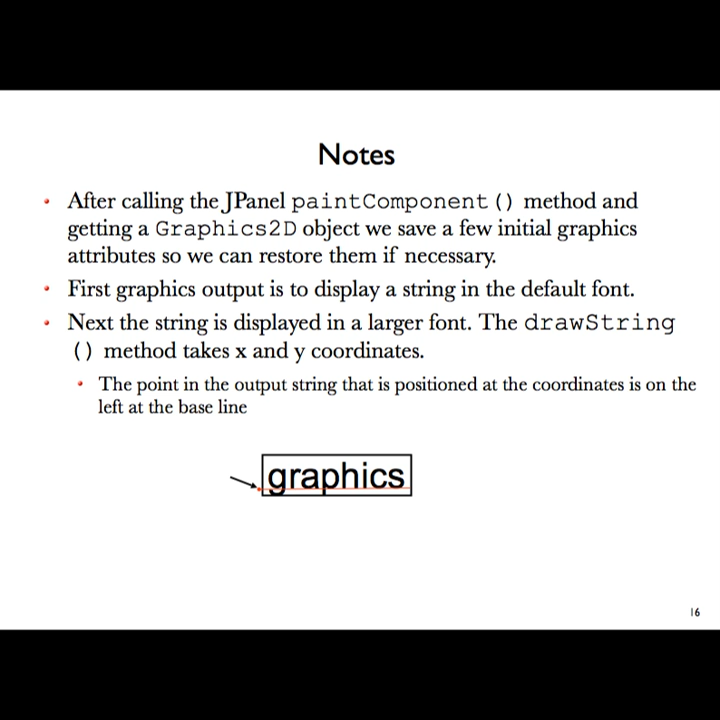 Notes
• After calling the JPanel paintComponent() method and
getting a Graphics2D object we save a few initial graphics
attributes so we can restore them if necessary.
• First graphics output is to display a string in the default font.
• Next the string is displayed in a larger font. The drawString
() method takes x and y coordinates.
• The point in the output string that is positioned at the coordinates is on the
left at the base line
graphics
16